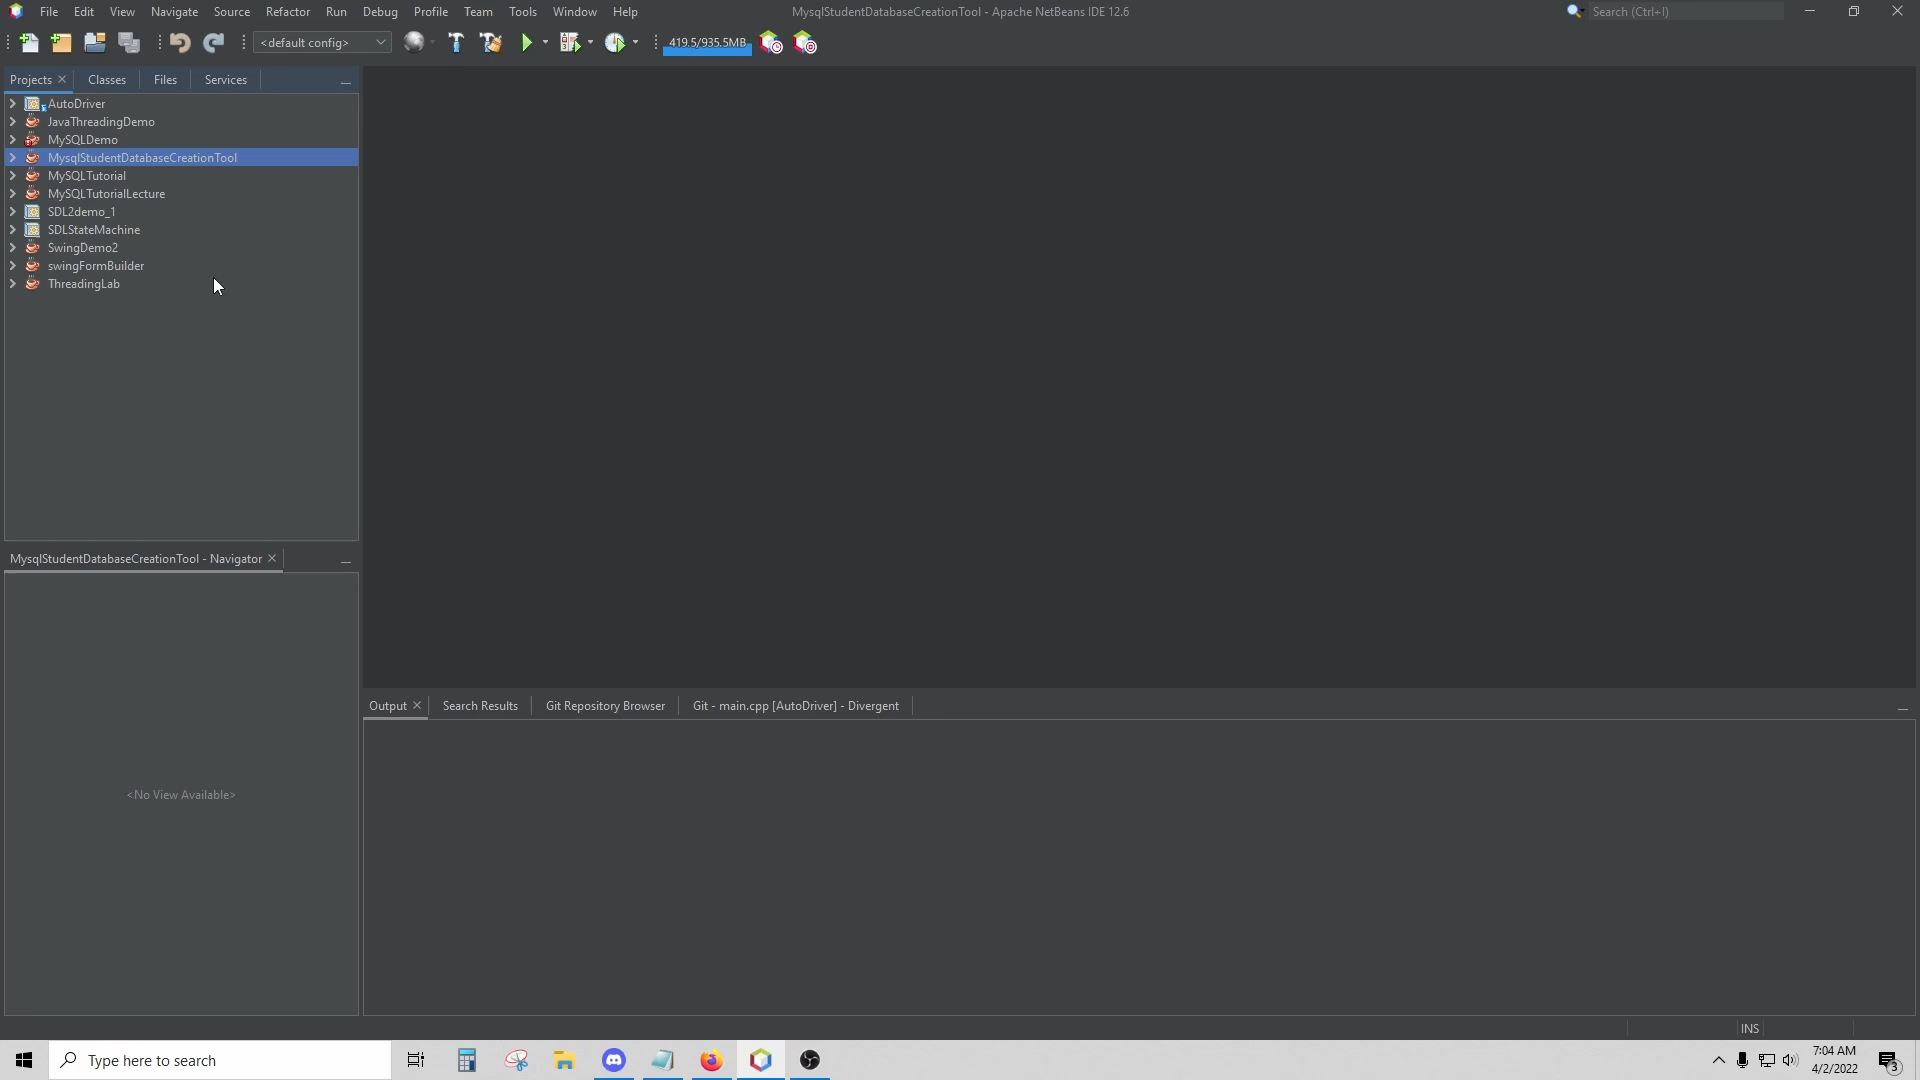 File Edit View Navigate Source Refactor Run Debug Profile Team Tools Window Help
MysqlStudentDatabaseCreationTool - Apache NetBeans IDE 12.6
Search (Ctrl+I)
<default config>
419.5/935.5MB
Projects Classes Files Services
AutoDriver
JavaThreadingDemo
MySQLDemo
MysqlStudentDatabaseCreationTool
MySQLTutorial
MySQLTutorialLecture
SDL2demo_1
SDLStateMachine
SwingDemo2
swingFormBuilder
ThreadingLab
MysqlStudentDatabaseCreationTool - Navigator
<No View Available>
Output Search Results Git Repository Browser Git - main.cpp [AutoDriver] - Divergent
INS
Type here to search
7:04 AM
4/2/2022
3